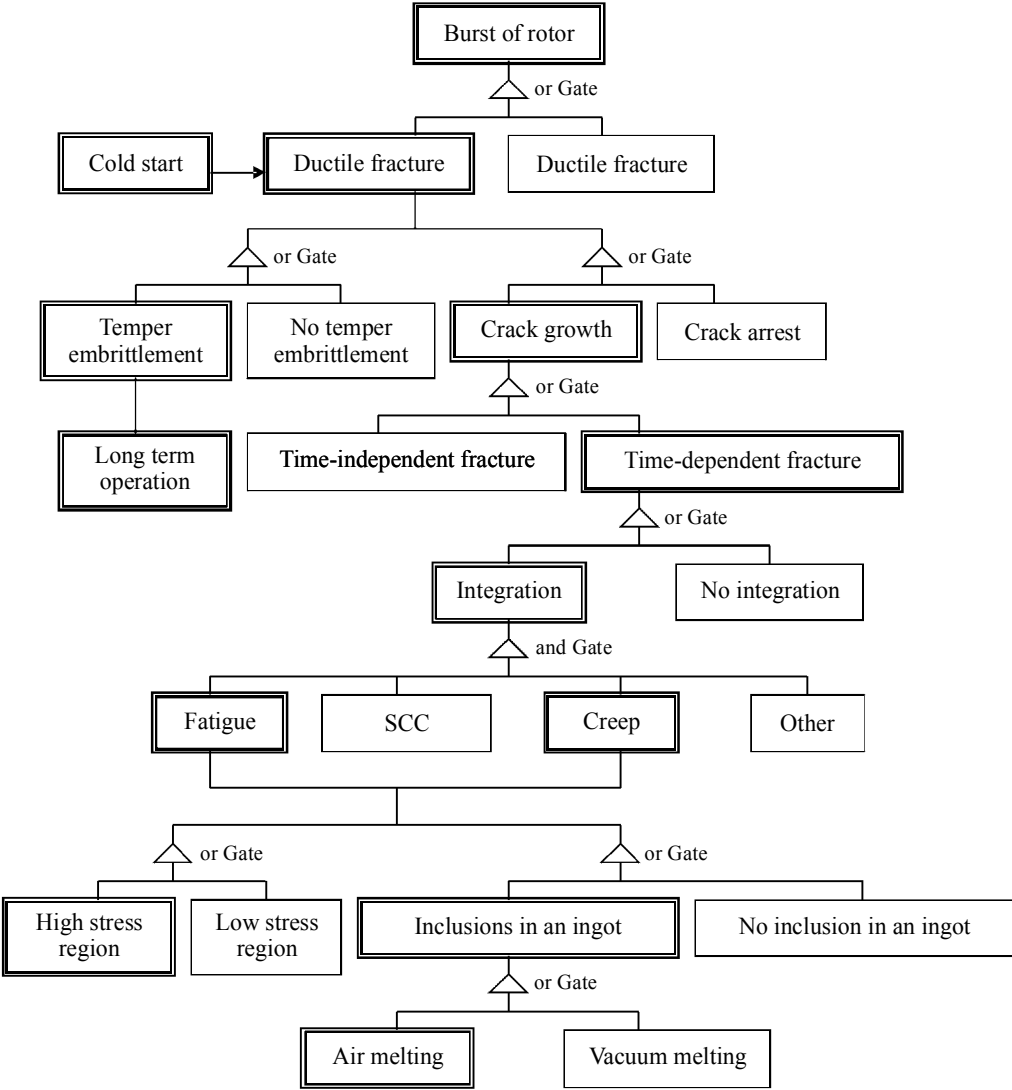 Burst of rotor
or Gate
Cold start
Ductile fracture
Ductile fracture
or Gate
or Gate
Temper
embrittlement
No temper
embrittlement
Crack growth
Crack arrest
or Gate
Long term
operation
Time-independent fracture
Time-dependent fracture
or Gate
Integration
No integration
and Gate
Fatigue
SCC
Creep
Other
or Gate
or Gate
High stress
region
Low stress
region
Inclusions in an ingot
No inclusion in an ingot
or Gate
Air melting
Vacuum melting